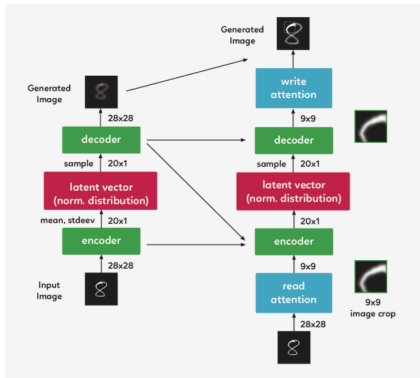 Generated
Image
28x28
decoder
sample
20x1
latent vector
(norm. distribution)
mean, stdeev
20x1
encoder
28x28
Input
Image
28x28
Generated
Image
write
attention
9x9
decoder
sample
20x1
latent vector
(norm. distribution)
20x1
encoder
9x9
read
attention
9x9
image crop
28x28